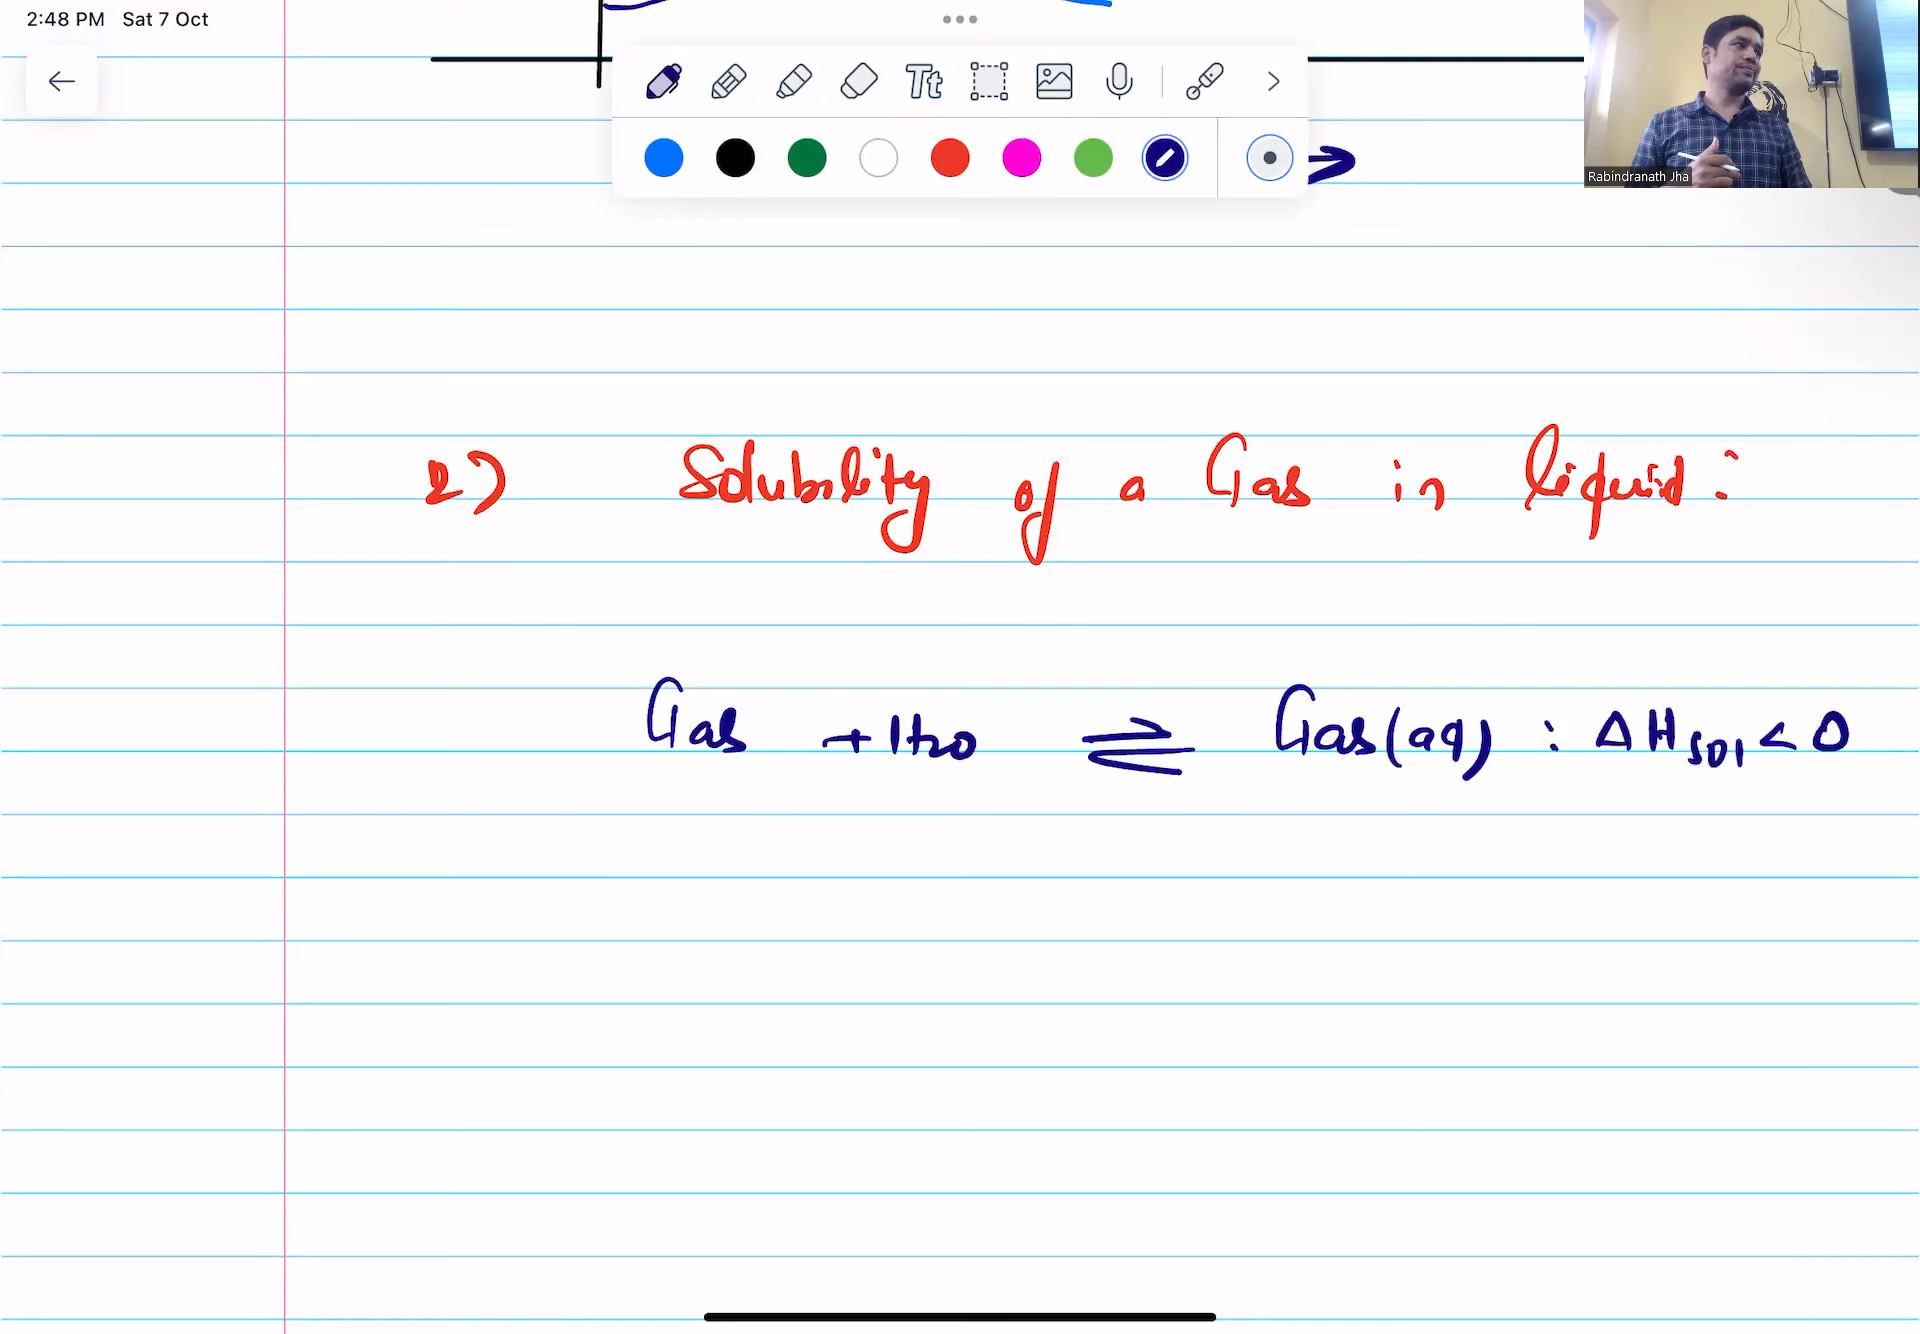 2:48 PM Sat 7 Oct
Tt
Rabindranath Jha
2) Solubility of a Gas in liquid:
Gas + H2O ⇌ Gas(aq) : ΔHsol < 0